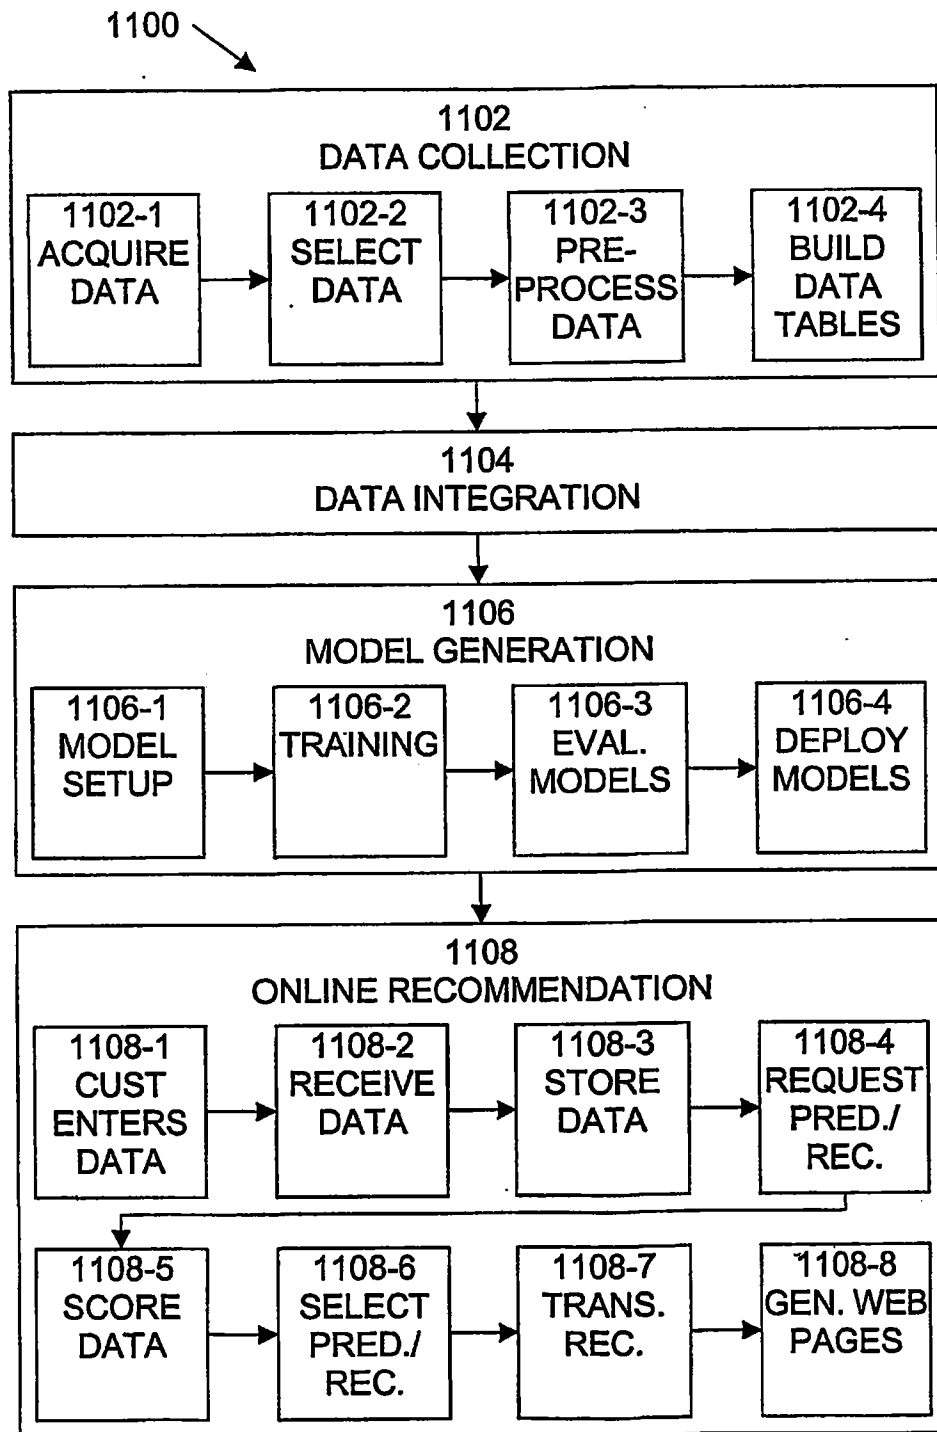 1100
1102
DATA COLLECTION
1102-1
ACQUIRE
DATA
1102-2
SELECT
DATA
1102-3
PRE-
PROCESS
DATA
1102-4
BUILD
DATA
TABLES
1104
DATA INTEGRATION
1106
MODEL GENERATION
1106-1
MODEL
SETUP
1106-2
TRAINING
1106-3
EVAL.
MODELS
1106-4
DEPLOY
MODELS
1108
ONLINE RECOMMENDATION
1108-1
CUST
ENTERS
DATA
1108-2
RECEIVE
DATA
1108-3
STORE
DATA
1108-4
REQUEST
PRED./
REC.
1108-5
SCORE
DATA
1108-6
SELECT
PRED./
REC.
1108-7
TRANS.
REC.
1108-8
GEN. WEB
PAGES